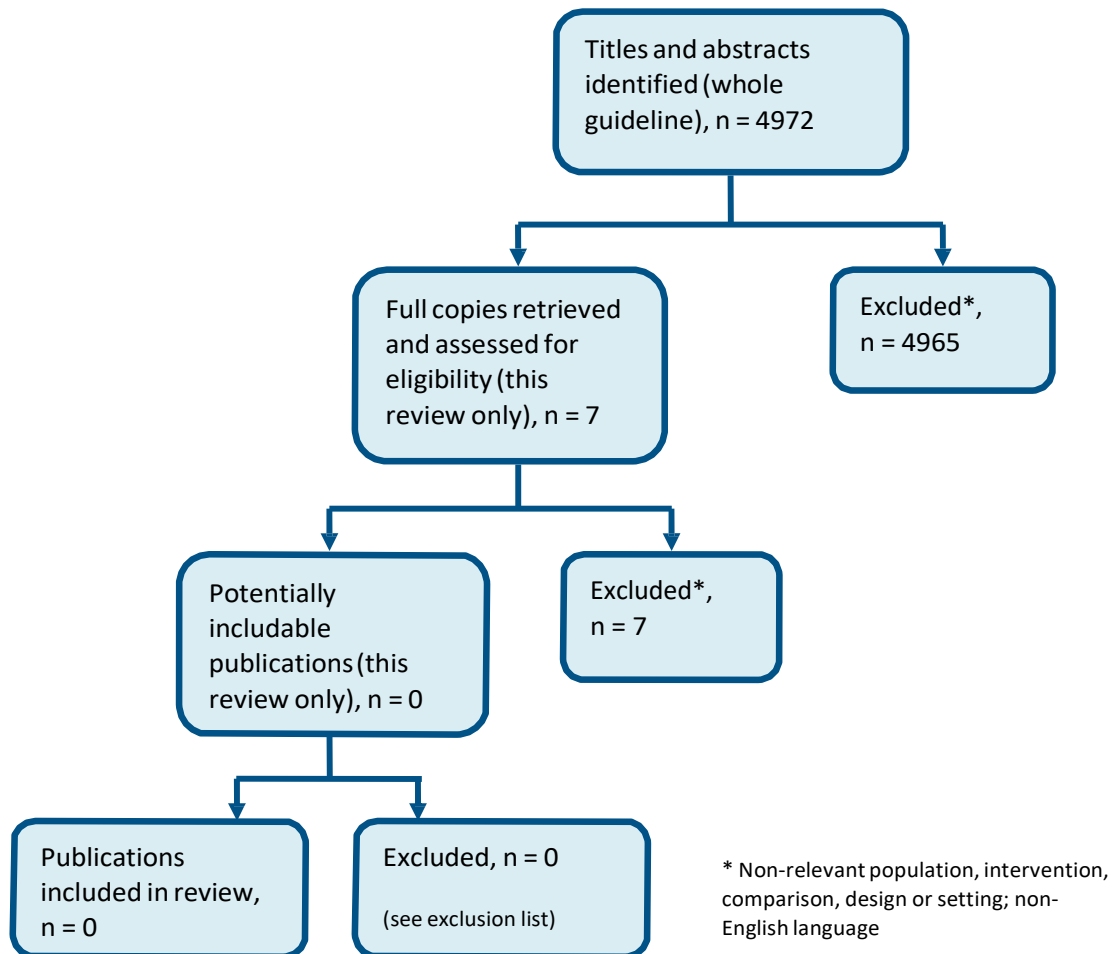 Titles and abstracts
identified (whole
guideline), n = 4972
Full copies retrieved
and assessed for
eligibility (this
review only), n = 7
Excluded*,
n = 4965
Potentially
includable
publications (this
review only), n = 0
Excluded*,
n = 7
Publications
included in review,
n = 0
Excluded, n = 0
(see exclusion list)
* Non-relevant population, intervention,
comparison, design or setting; non-
English language